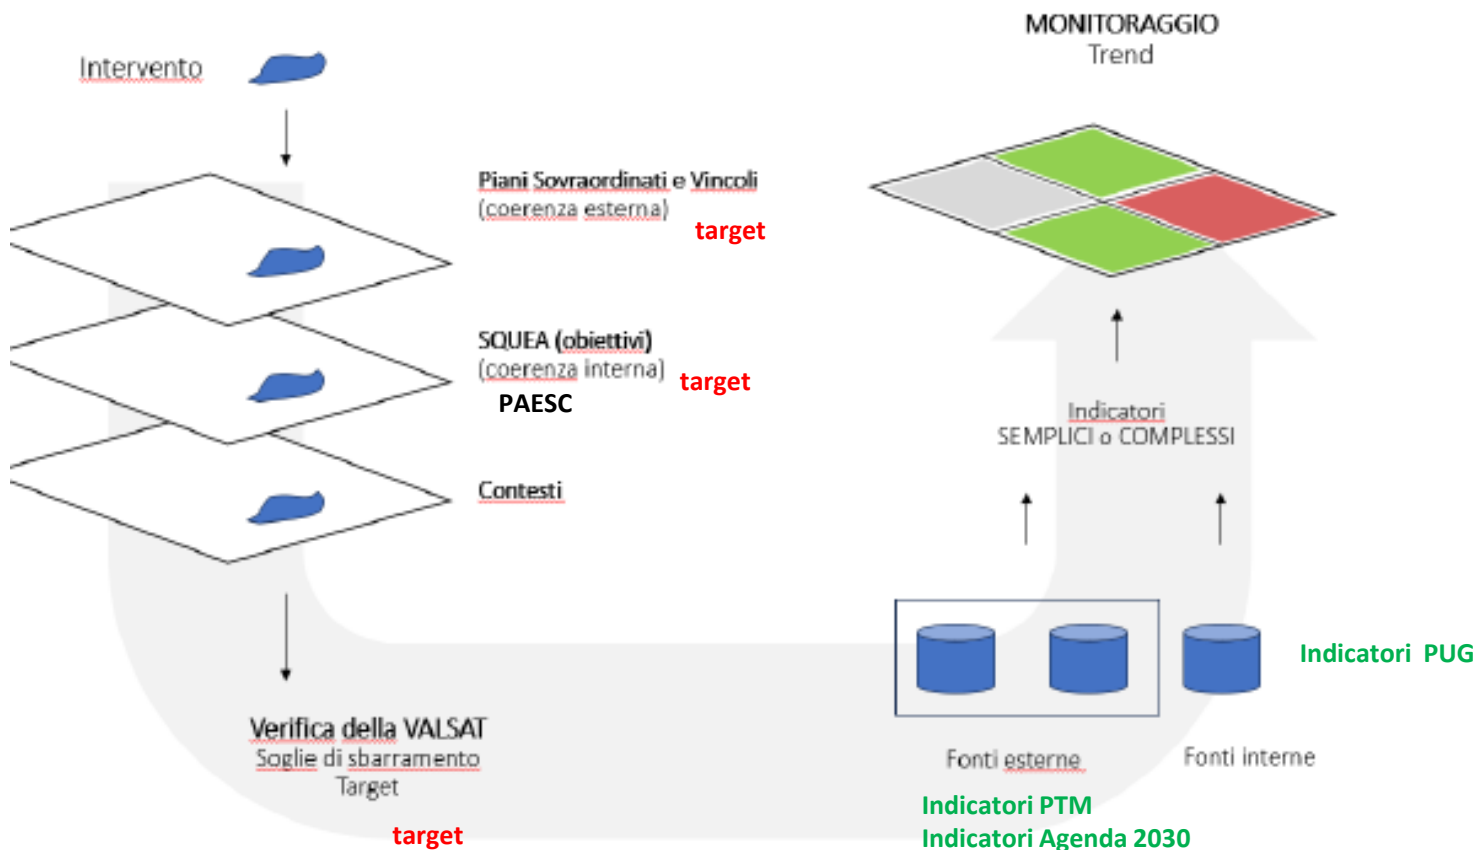 Intervento
Piani Sovraordinati e Vincoli
(coerenza esterna)
target
SQUEA (obiettivi)
(coerenza interna)
target
PAESC
Contesti
Verifica della VALSAT
Soglie di sbarramento
Target
target
MONITORAGGIO
Trend
Indicatori
SEMPLICI o COMPLESSI
Indicatori PUG
Fonti esterne
Fonti interne
Indicatori PTM
Indicatori Agenda 2030